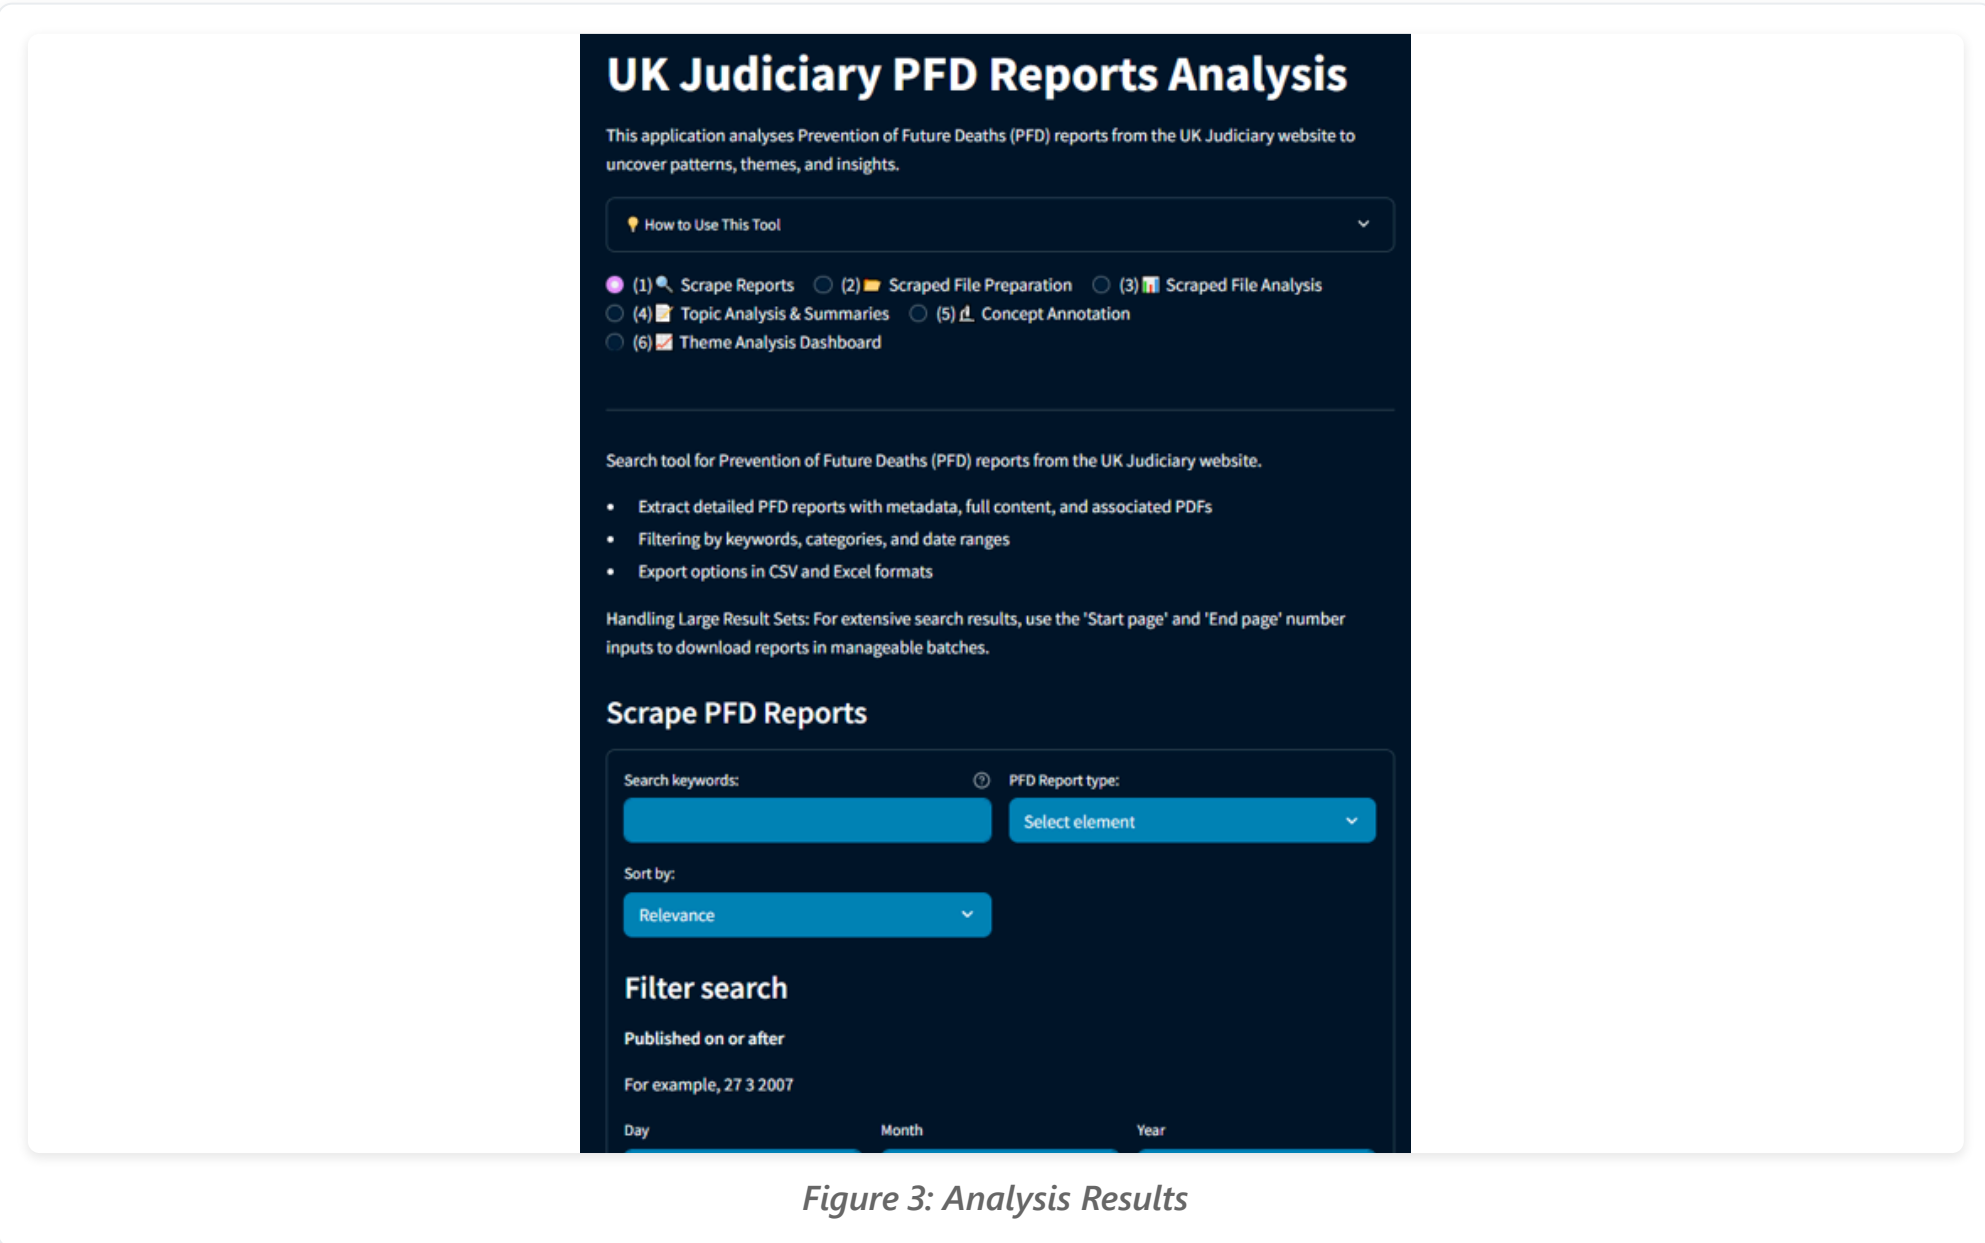 UK Judiciary PFD Reports Analysis
This application analyses Prevention of Future Deaths (PFD) reports from the UK Judiciary website to
uncover patterns, themes, and insights.
How to Use This Tool
(1) Scrape Reports (2) Scraped File Preparation (3) Scraped File Analysis
(4) Topic Analysis & Summaries (5) Concept Annotation
(6) Theme Analysis Dashboard
Search tool for Prevention of Future Deaths (PFD) reports from the UK Judiciary website.
• Extract detailed PFD reports with metadata, full content, and associated PDFs
• Filtering by keywords, categories, and date ranges
• Export options in CSV and Excel formats
Handling Large Result Sets: For extensive search results, use the 'Start page' and 'End page' number
inputs to download reports in manageable batches.
Scrape PFD Reports
Search keywords: PFD Report type:
Select element
Sort by:
Relevance
Filter search
Published on or after
For example, 27 3 2007
Day Month Year
Figure 3: Analysis Results